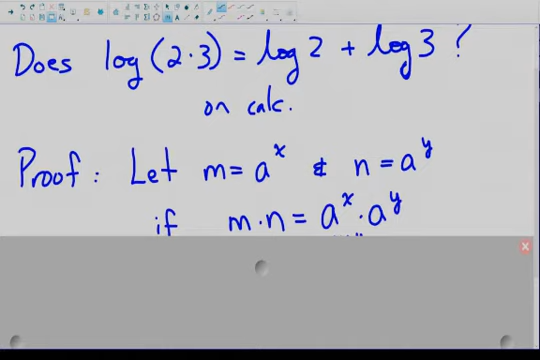 Does log(2·3) = log 2 + log 3 ?
on calc.
Proof: Let m = a^x & n = a^y
if m·n = a^x · a^y